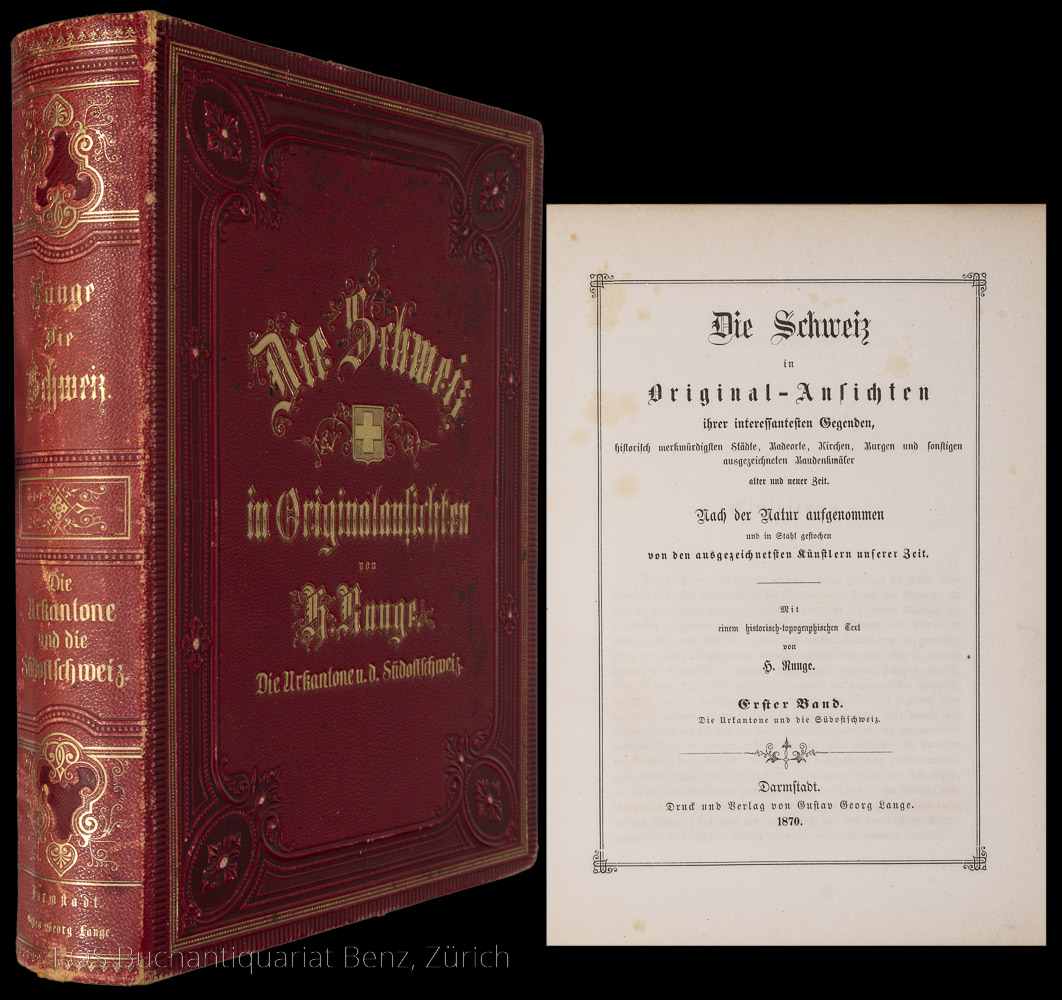 Runge
Die
Schweiz.
Die
Urkantone
und die
Südostschweiz.
Darmstadt.
Georg Lange.
Die Schweiz
in Originalansichten
von
H. Runge
Die Urkantone u. d. Südostschweiz.
Die Schweiz
in
Original-Ansichten
ihrer interessantesten Gegenden,
historisch merkwürdigsten Städte, Badeorte, Kirchen, Burgen und sonstigen
ausgezeichneten Baudenkmäler
alter und neuer Zeit.
Nach der Natur aufgenommen
und in Stahl gestochen
von den ausgezeichnetsten Künstlern unserer Zeit.
Mit
einem historisch-topographischen Text
von
H. Runge.
Erster Band.
Die Urkantone und die Südostschweiz.
Darmstadt.
Druck und Verlag von Gustav Georg Lange.
1870.
EOS Buchantiquariat Benz, Zürich